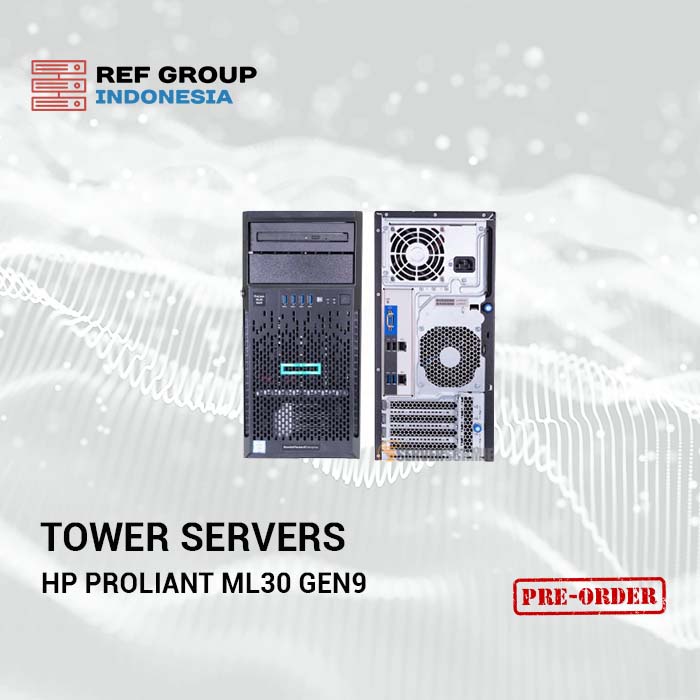 REF GROUP
INDONESIA
TOWER SERVERS
HP PROLIANT ML30 GEN9
PRE-ORDER